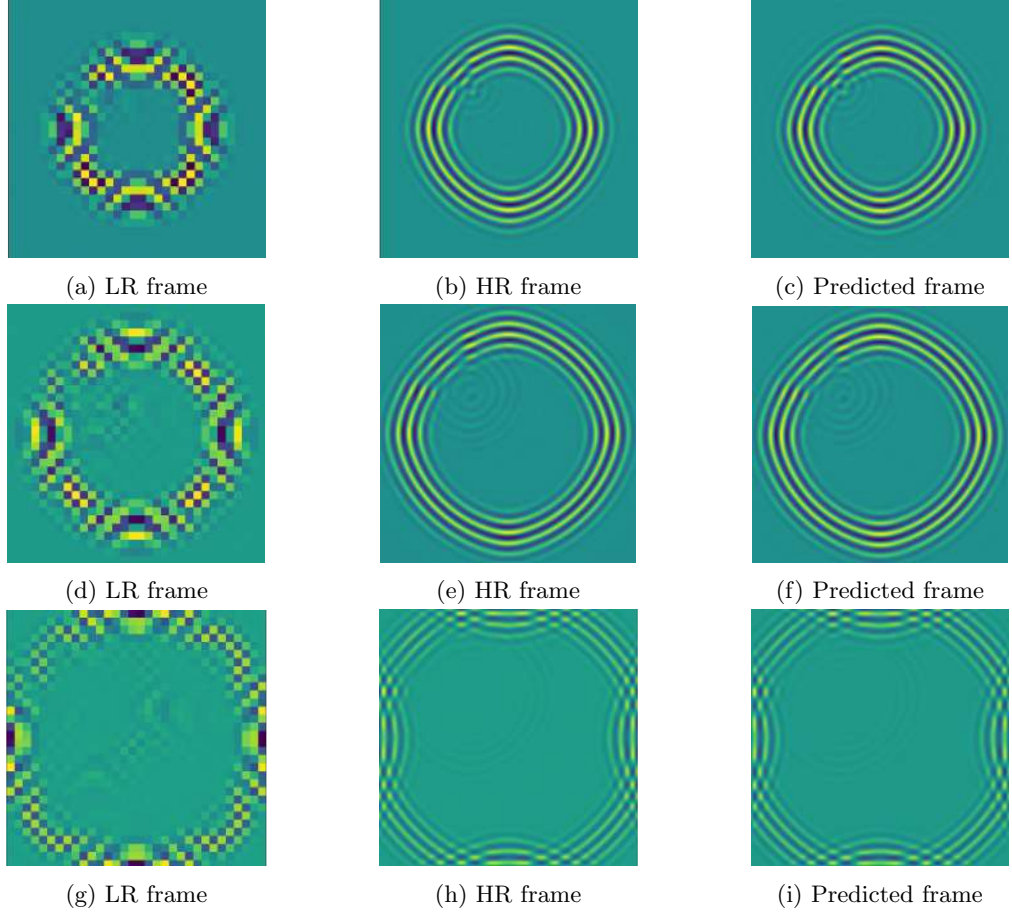 (a) LR frame
(b) HR frame
(c) Predicted frame
(d) LR frame
(e) HR frame
(f) Predicted frame
(g) LR frame
(h) HR frame
(i) Predicted frame